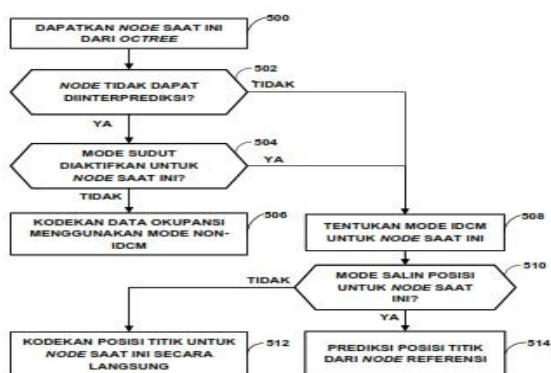 DAPATKAN NODE SAAT INI
DARI OCTREE
500
NODE TIDAK DAPAT
DIINTERPREDIKSI?
502
TIDAK
YA
MODE SUDUT
DIAKTIFKAN UNTUK
NODE SAAT INI?
504
YA
TIDAK
KODEKAN DATA OKUPANSI
MENGGUNAKAN MODE NON-
IDCM
506
TENTUKAN MODE IDCM
UNTUK NODE SAAT INI
508
MODE SALIN POSISI
UNTUK NODE SAAT
INI?
510
TIDAK
YA
KODEKAN POSISI TITIK UNTUK
NODE SAAT INI SECARA
LANGSUNG
512
PREDIKSI POSISI TITIK
DARI NODE REFERENSI
514